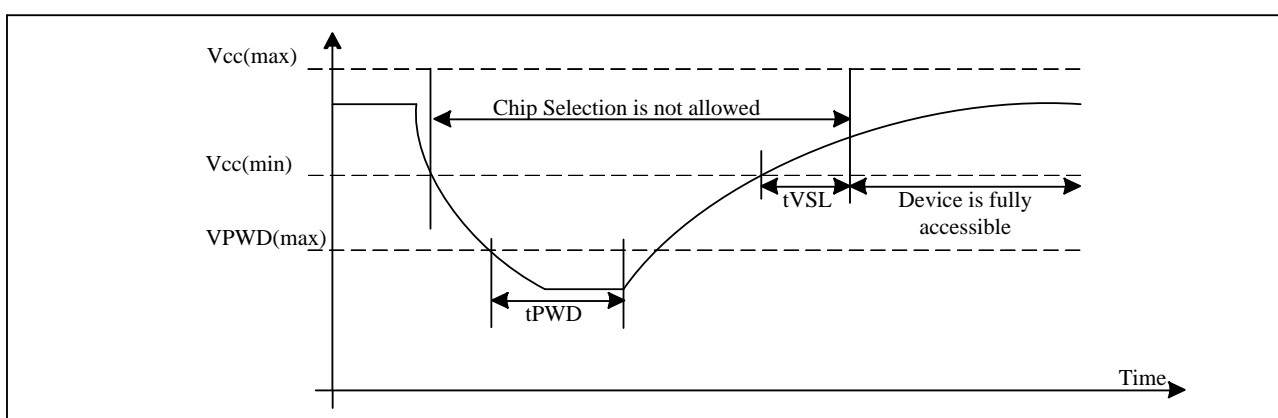 Vcc(max)
Chip Selection is not allowed
Vcc(min)
tVSL
Device is fully
accessible
VPWD(max)
tPWD
Time